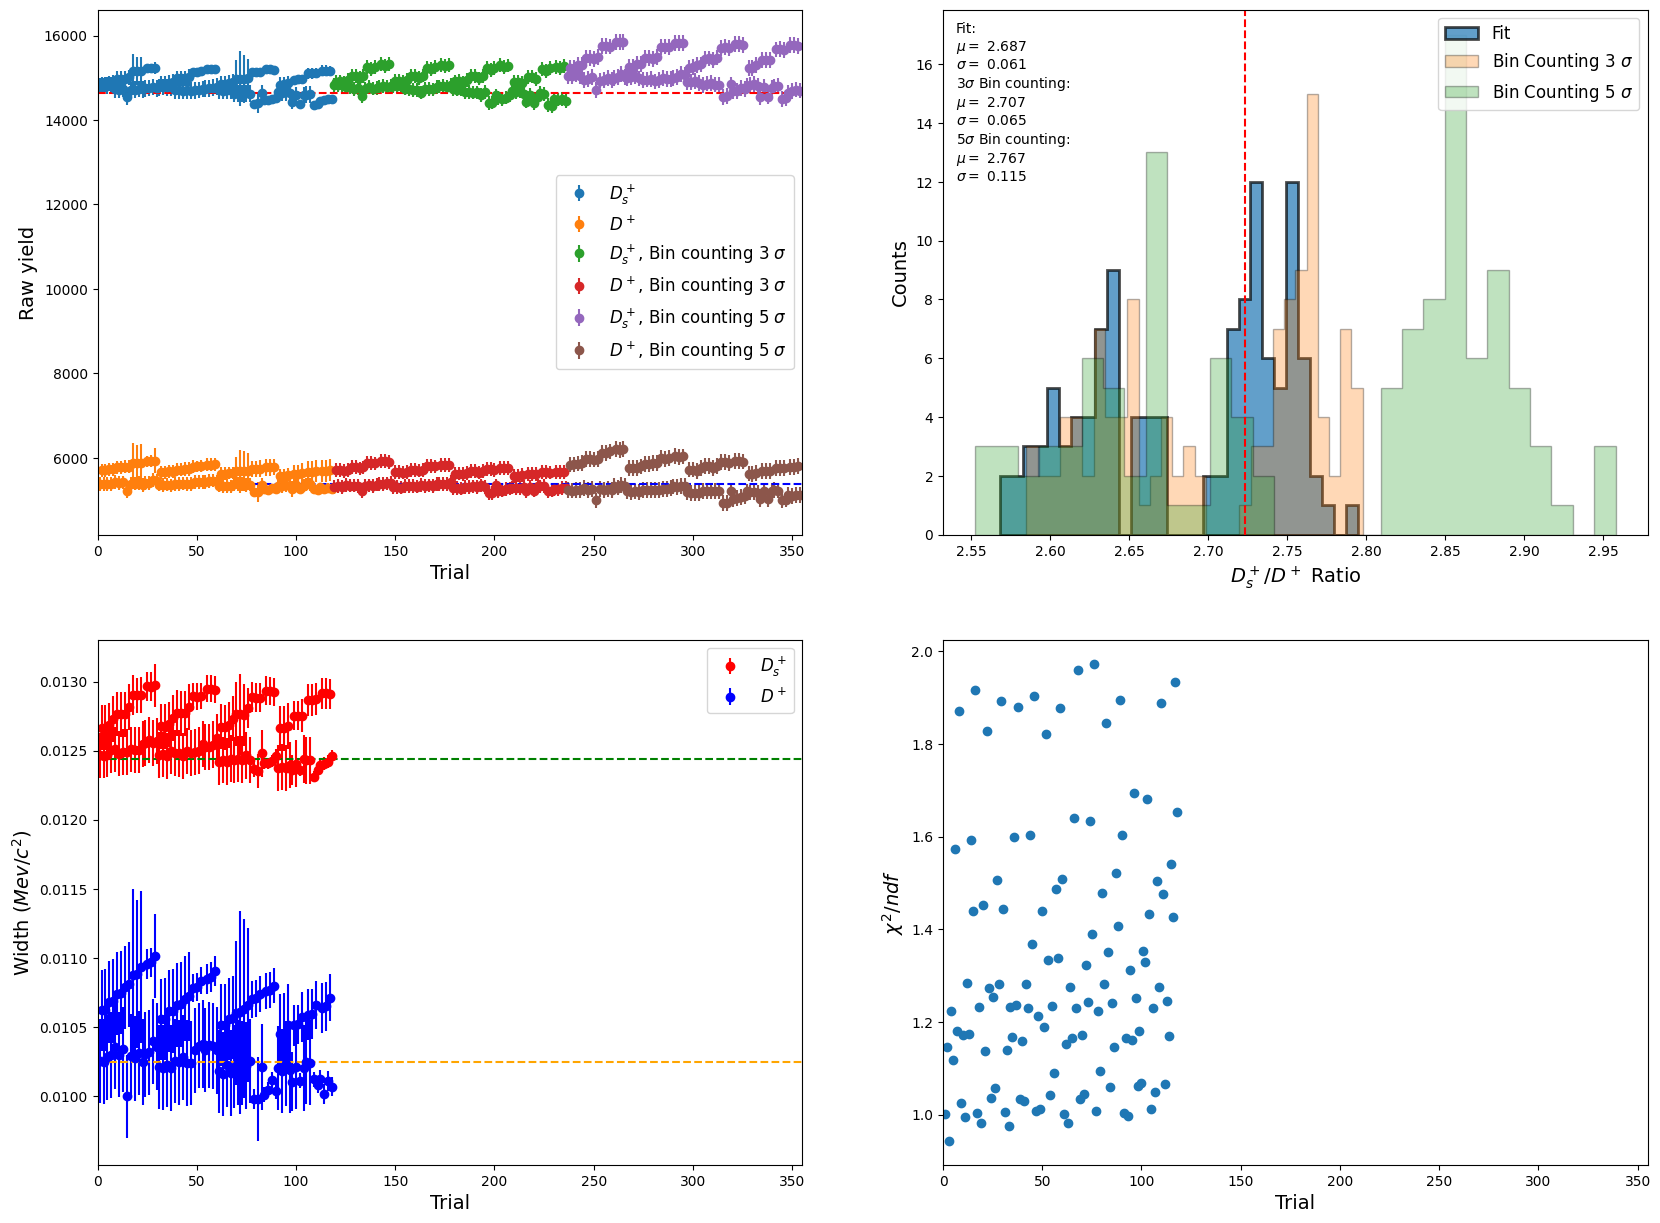 16000
14000
12000
10000
8000
6000
Raw yield
0 50 100 150 200 250 300 350
Trial
$D_s^+$
$D^+$
$D_s^+$, Bin counting 3 σ
$D^+$, Bin counting 3 σ
$D_s^+$, Bin counting 5 σ
$D^+$, Bin counting 5 σ
Fit:
μ = 2.687
σ = 0.061
3σ Bin counting:
μ = 2.707
σ = 0.065
5σ Bin counting:
μ = 2.767
σ = 0.115
Fit
Bin Counting 3 σ
Bin Counting 5 σ
16
14
12
10
8
6
4
2
0
Counts
2.55 2.60 2.65 2.70 2.75 2.80 2.85 2.90 2.95
$D_s^+/D^+$ Ratio
0.0130
0.0125
0.0120
0.0115
0.0110
0.0105
0.0100
Width ($Mev/c^2$)
0 50 100 150 200 250 300 350
Trial
$D_s^+$
$D^+$
2.0
1.8
1.6
1.4
1.2
1.0
$χ^2/ndf$
0 50 100 150 200 250 300 350
Trial